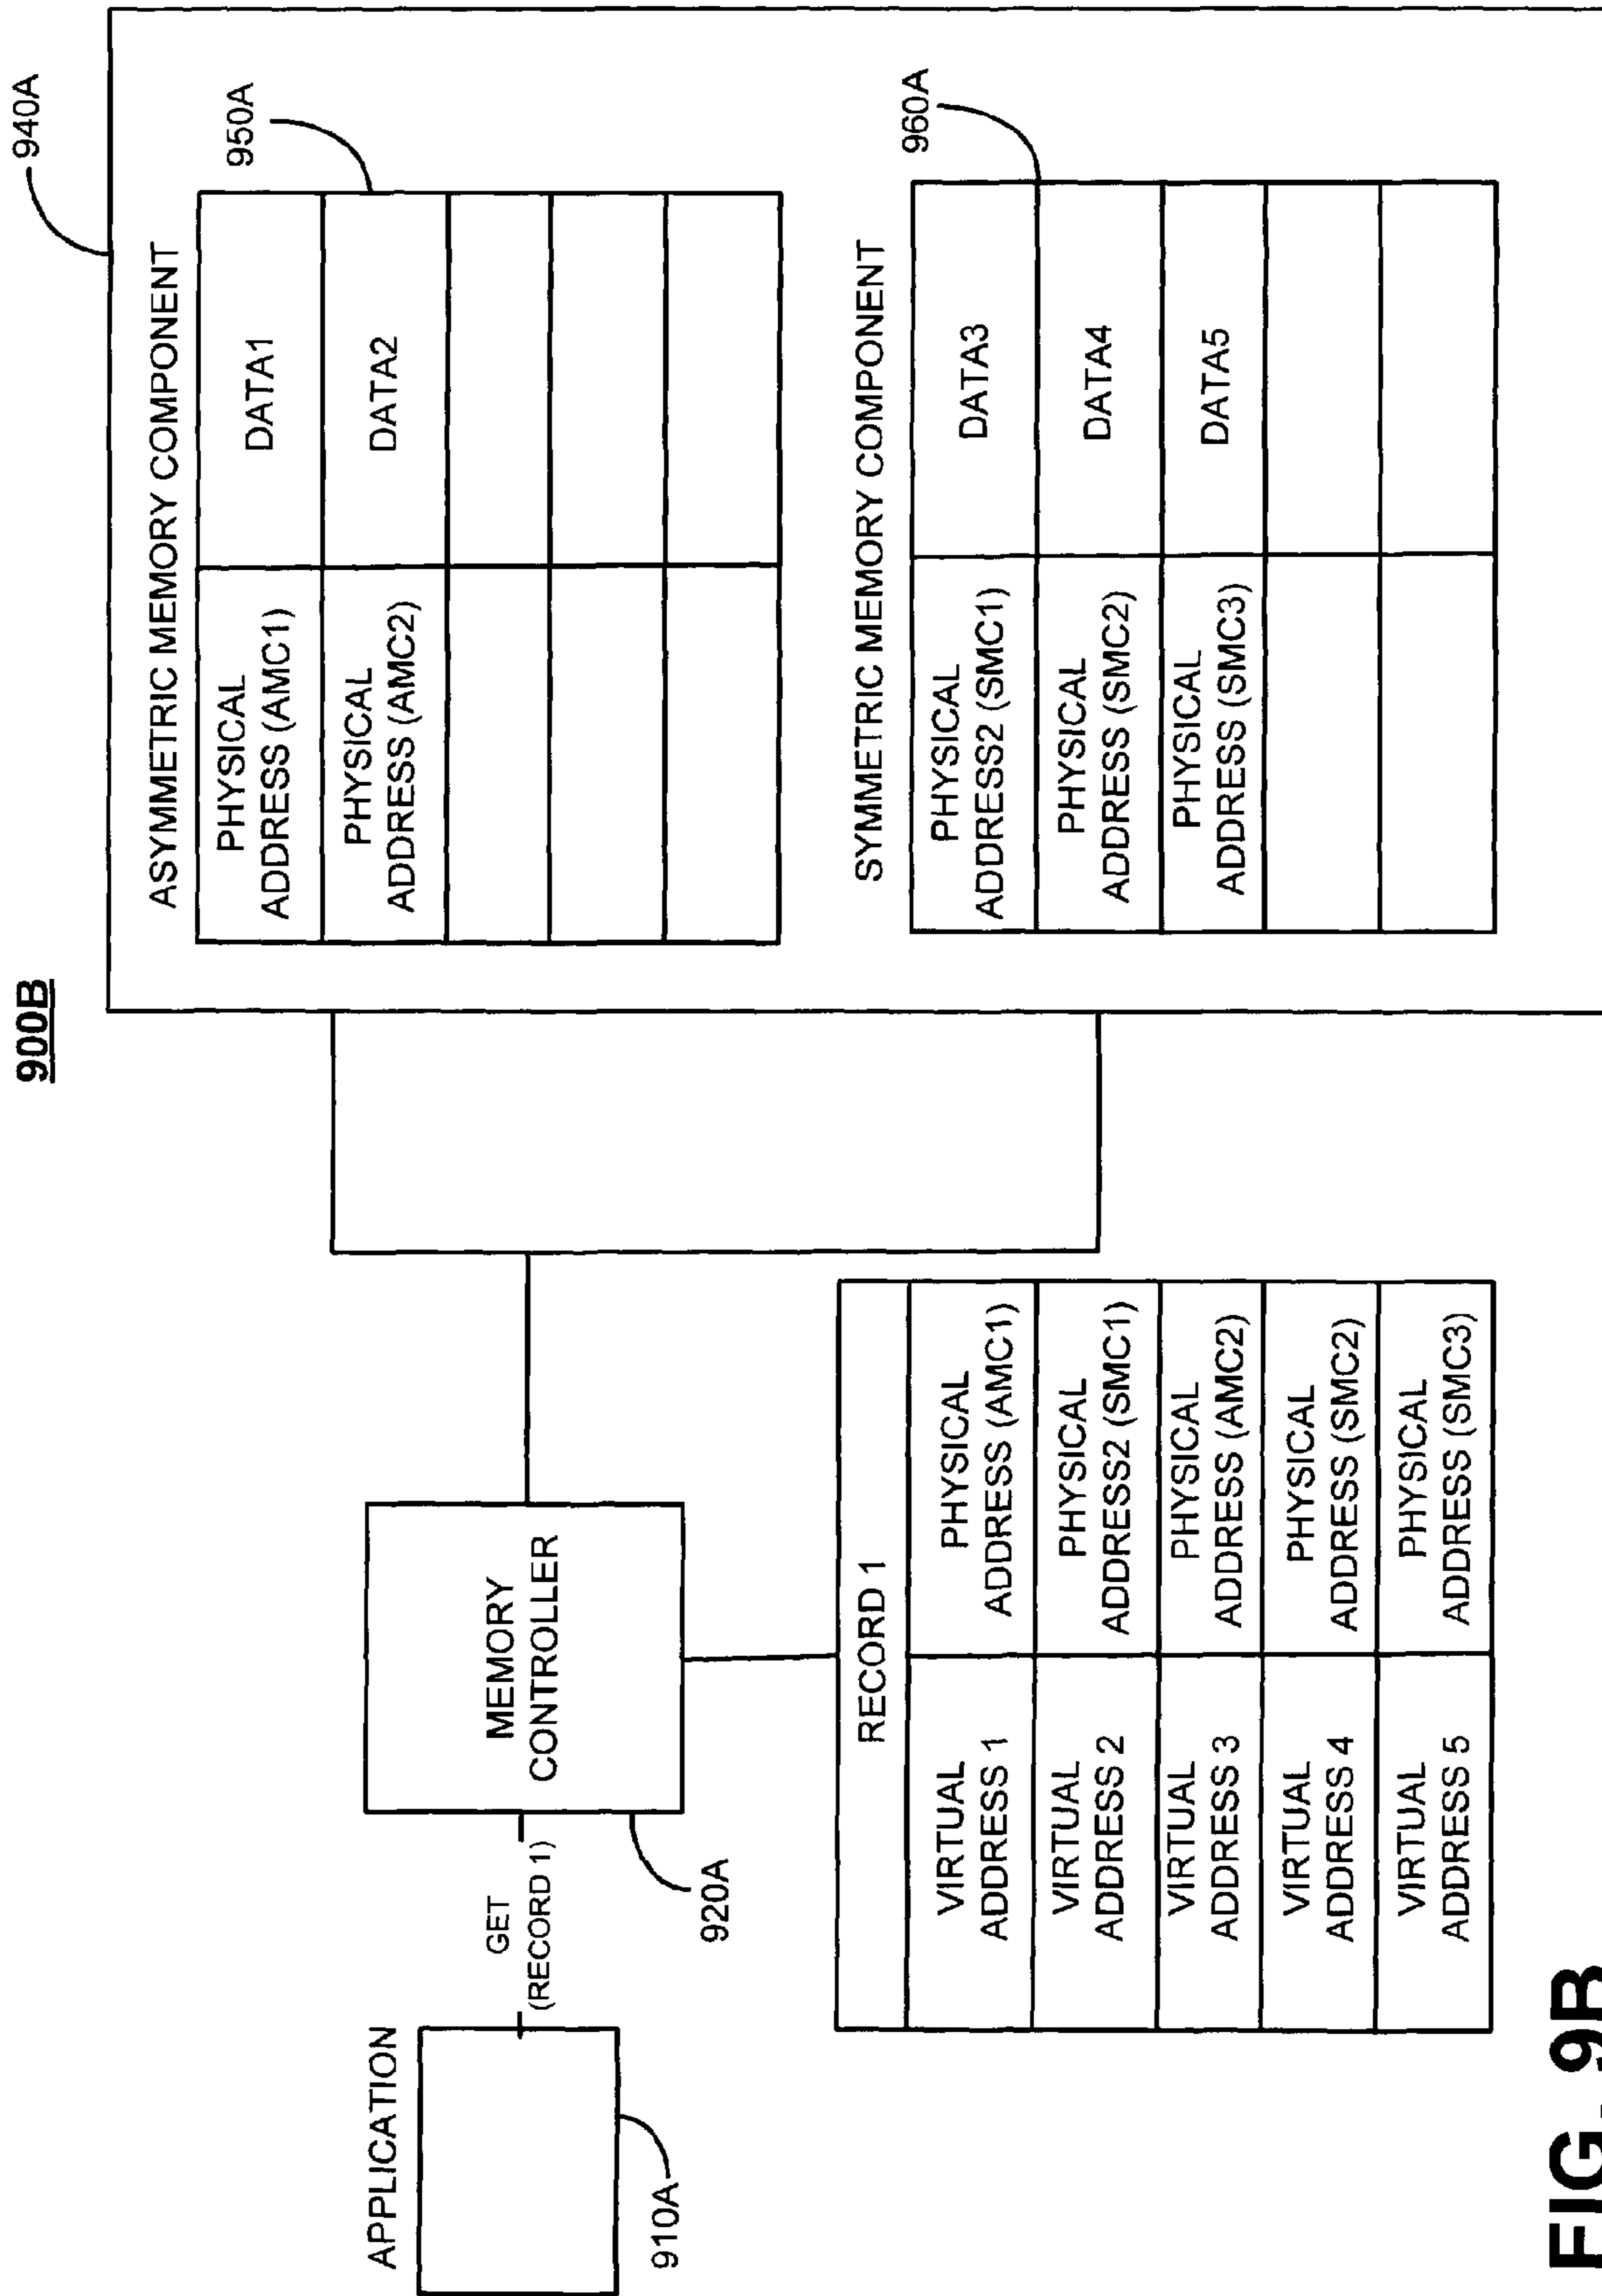 900B
940A
ASYMMETRIC MEMORY COMPONENT
950A
PHYSICAL
ADDRESS (AMC1)
DATA1
PHYSICAL
ADDRESS (AMC2)
DATA2
SYMMETRIC MEMORY COMPONENT
960A
PHYSICAL
ADDRESS2 (SMC1)
DATA3
PHYSICAL
ADDRESS (SMC2)
DATA4
PHYSICAL
ADDRESS (SMC3)
DATA5
APPLICATION
910A
GET
(RECORD 1)
MEMORY
CONTROLLER
920A
RECORD 1
VIRTUAL
ADDRESS 1
PHYSICAL
ADDRESS (AMC1)
VIRTUAL
ADDRESS 2
PHYSICAL
ADDRESS2 (SMC1)
VIRTUAL
ADDRESS 3
PHYSICAL
ADDRESS (AMC2)
VIRTUAL
ADDRESS 4
PHYSICAL
ADDRESS (SMC2)
VIRTUAL
ADDRESS 5
PHYSICAL
ADDRESS (SMC3)
FIG. 9B